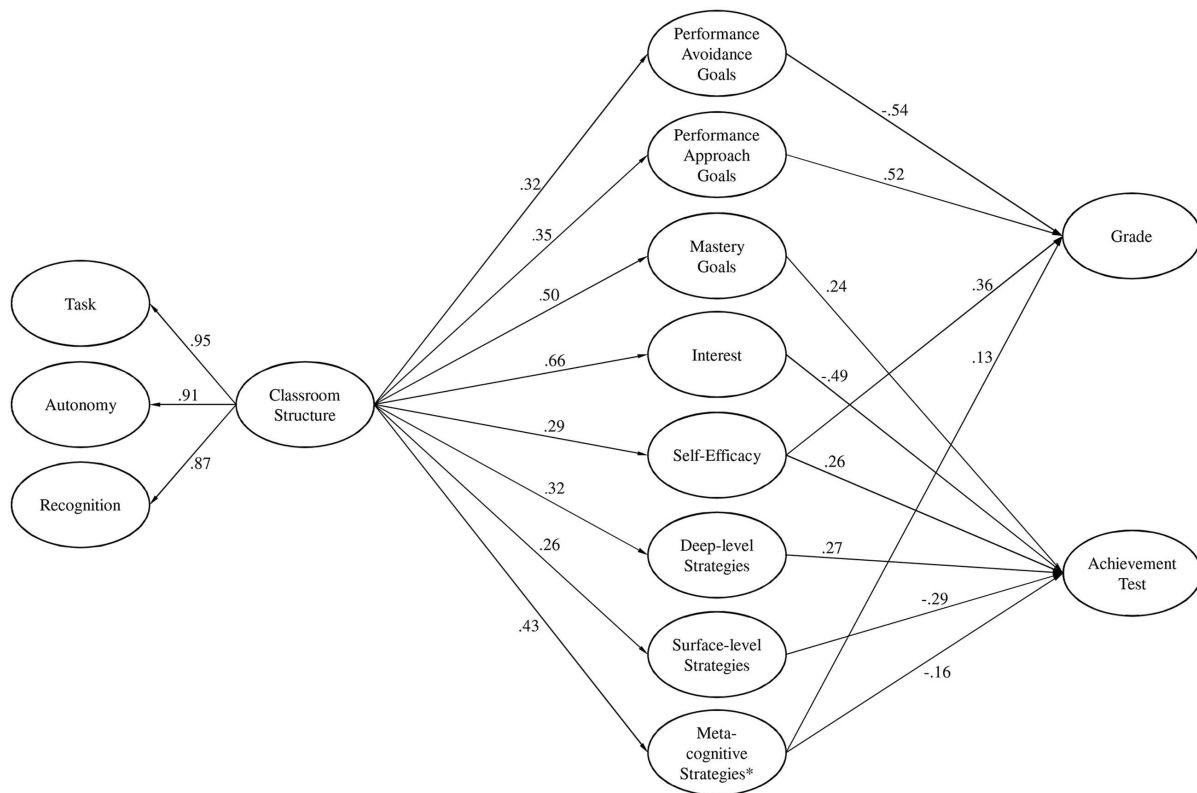 Performance
Avoidance
Goals
-.54
Performance
Approach
Goals
.52
.32
.35
Mastery
Goals
Grade
.24
.36
Task
.50
.95
.66
Interest
.13
-.49
Autonomy
.91
Classroom
Structure
.29
Self-Efficacy
.87
.26
Recognition
.32
.26
Deep-level
Strategies
.27
Achievement
Test
.43
-.29
Surface-level
Strategies
-.16
Meta-
cognitive
Strategies*